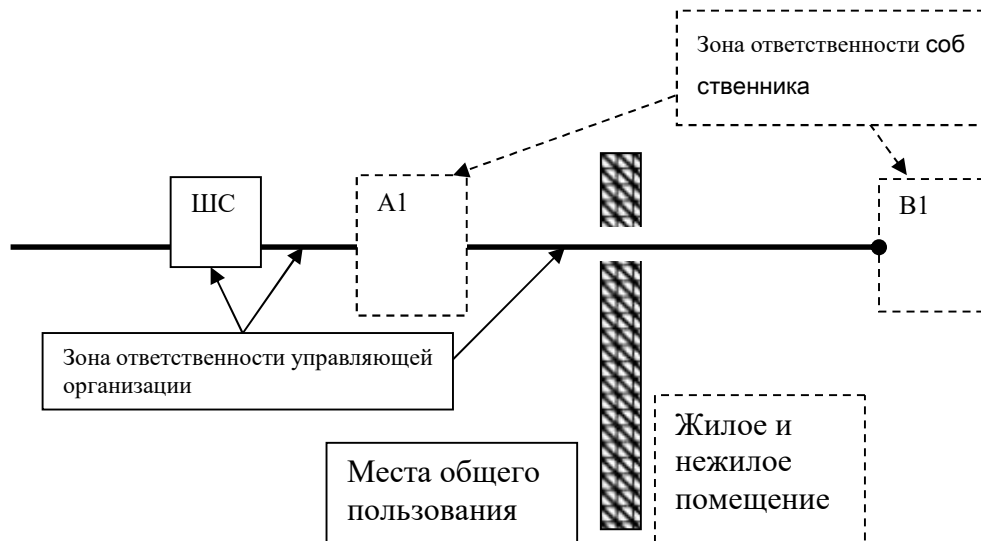 Зона ответственности соб
ственника
ШС
А1
В1
Зона ответственности управляющей
организации
Жилое и
нежилое
помещение
Места общего
пользования